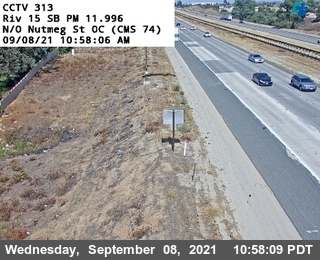 CCTV 313
Riv 15 SB PM 11.996
N/O Nutmeg St OC (CMS 74)
09/08/21 10:58:06 AM
Wednesday, September 08, 2021 10:58:09 PDT